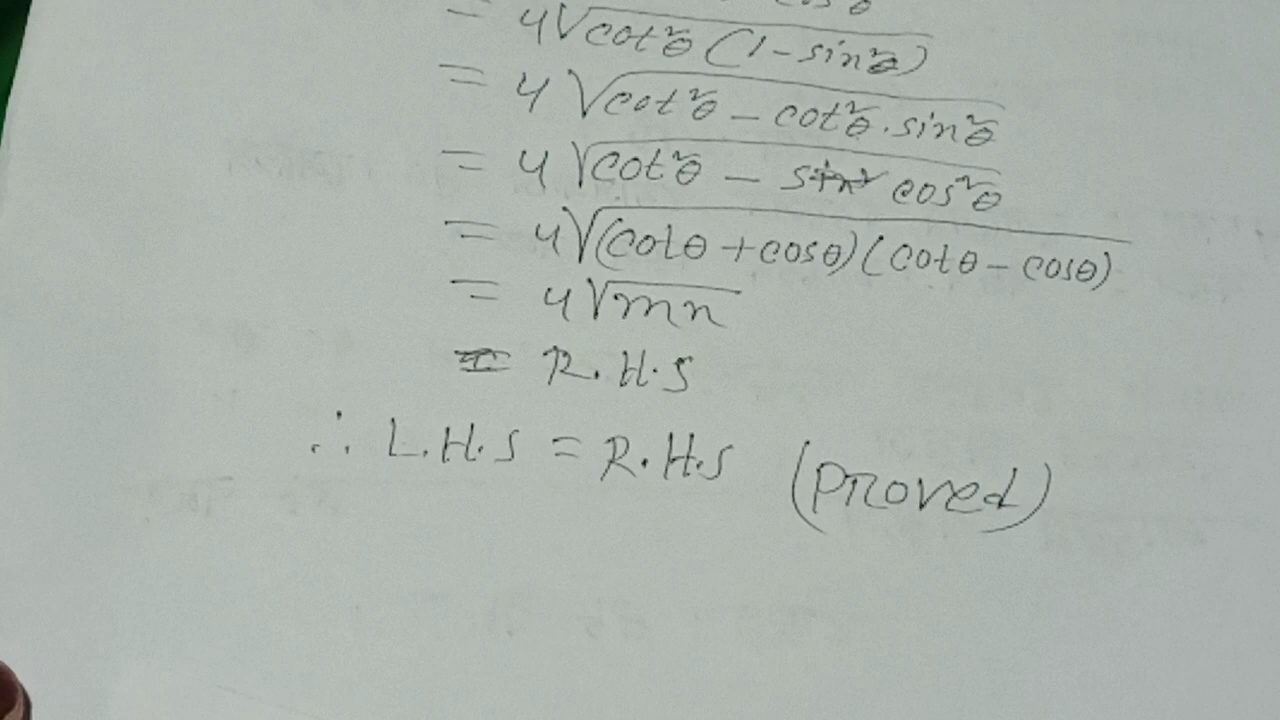 cos θ
= 4√cot²θ (1 - sin²θ)
= 4 √cot²θ - cot²θ . sin²θ
= 4 √cot²θ - cos²θ
= 4√(cotθ + cosθ) (cotθ - cosθ)
= 4√mn
= R.H.S
∴ L.H.S = R.H.S (Proved)